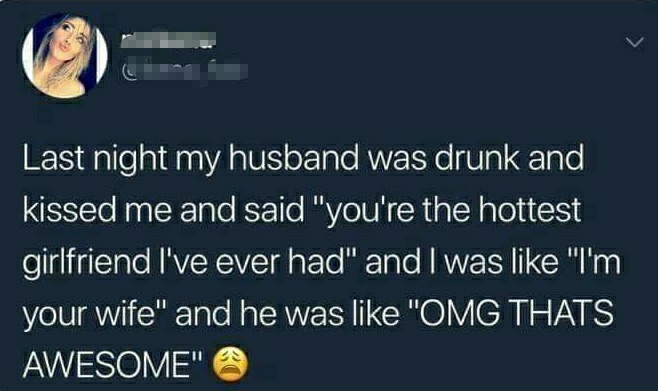 Last night my husband was drunk and
kissed me and said "you're the hottest
girlfriend I've ever had" and I was like "I'm
your wife" and he was like "OMG THATS
AWESOME" 😩